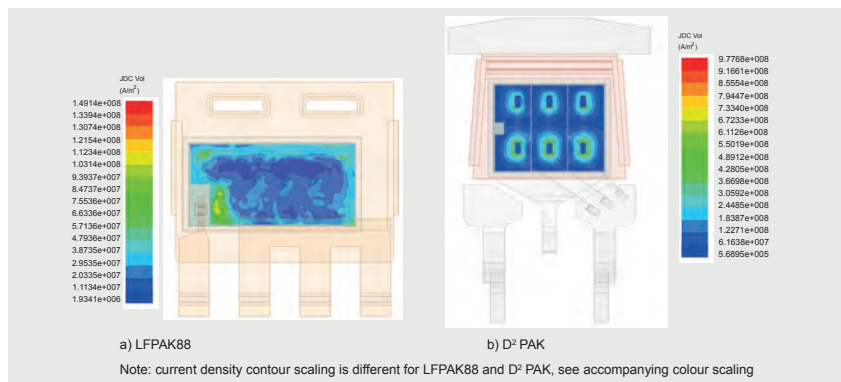 JDC Vol
(A/m²)
1.4914e+008
1.3394e+008
1.3074e+008
1.2154e+008
1.1234e+008
1.0314e+008
9.3937e+007
8.4737e+007
7.5536e+007
6.6336e+007
5.7136e+007
4.7936e+007
3.8735e+007
2.9535e+007
2.0335e+007
1.1134e+007
1.9341e+006
JDC Vol
(A/m²)
9.7768e+008
9.1661e+008
8.5554e+008
7.9447e+008
7.3340e+008
6.7233e+008
6.1126e+008
5.5019e+008
4.8912e+008
4.2805e+008
3.6698e+008
3.0592e+008
2.4485e+008
1.8387e+008
1.2271e+008
6.1638e+007
5.6895e+005
a) LFPAK88
b) D² PAK
Note: current density contour scaling is different for LFPAK88 and D² PAK, see accompanying colour scaling